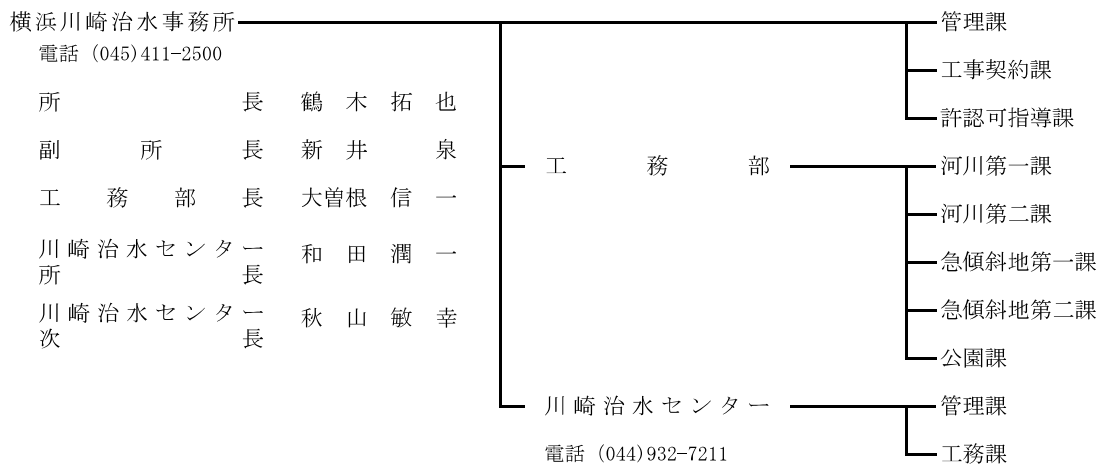 横浜川崎治水事務所
電話 (045)411−2500
所長 鶴木拓也
副所長 新井泉
工務部長 大曽根信一
川崎治水センター
所長 和田潤一
川崎治水センター
次長 秋山敏幸
管理課
工事契約課
許認可指導課
工務部
河川第一課
河川第二課
急傾斜地第一課
急傾斜地第二課
公園課
川崎治水センター
電話 (044)932−7211
管理課
工務課